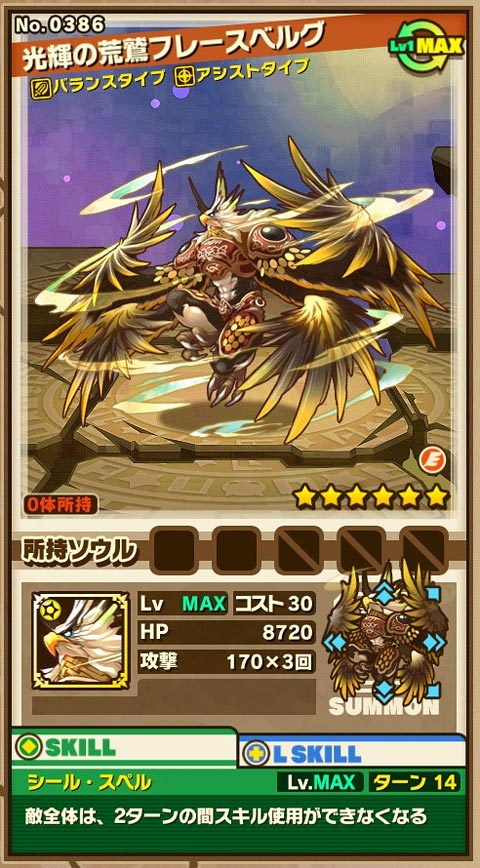 No.0386
光輝の荒鷲フレースベルグ
Lv1 MAX
バランスタイプ アシストタイプ
E
0体所持
所持ソウル
Lv MAX コスト30
HP 8720
攻撃 170×3回
SUMMON
SKILL
L SKILL
シール・スペル Lv.MAX ターン 14
敵全体は、2ターンの間スキル使用ができなくなる